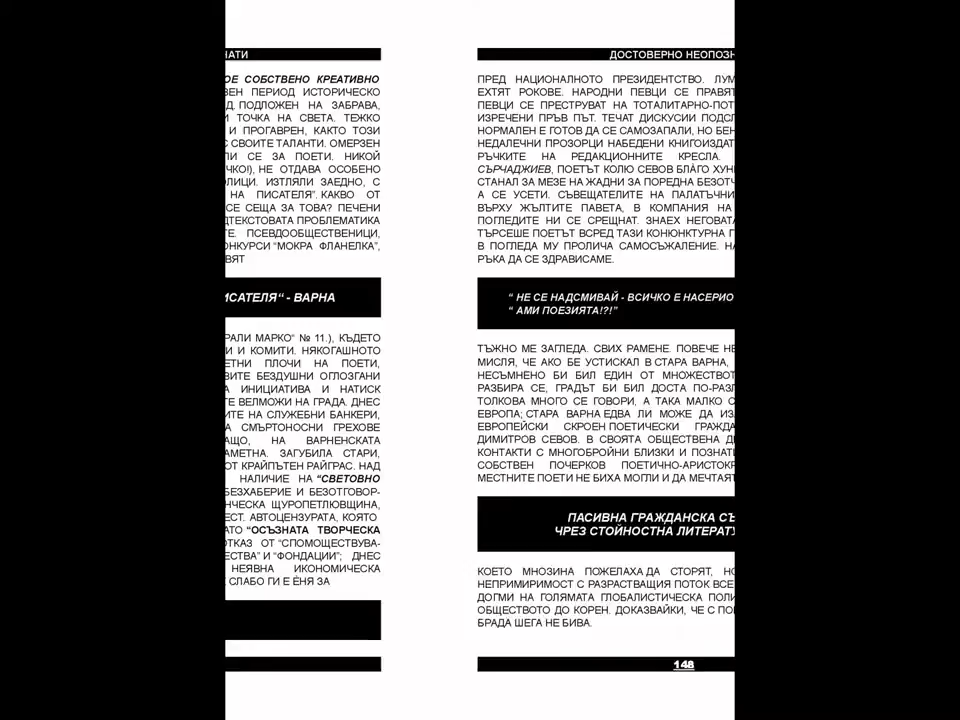 НАТИ
ОЕ СОБСТВЕНО КРЕАТИВНО
ВЕН ПЕРИОД ИСТОРИЧЕСКО
Д, ПОДЛОЖЕН НА ЗАБРАВА,
И ТОЧКА НА СВЕТА. ТЕЖКО
И ПРОГАВРЕН, КАКТО ТОЗИ
С СВОИТЕ ТАЛАНТИ. ОМЕРЗЕН
ЛИ СЕ ЗА ПОЕТИ. НИКОЙ
ЧКО!), НЕ ОТДАВА ОСОБЕНО
ОЛИЦИ. ИЗТЛЯЛИ ЗАЕДНО, С
НА ПИСАТЕЛЯ“. КАКВО ОТ
СЕ СЕЩА ЗА ТОВА? ПЕЧЕНИ
ДТЕКСТОВАТА ПРОБЛЕМАТИКА
ТЕ. ПСЕВДООБЩЕСТВЕНИЦИ,
ОНКУРСИ “МОКРА ФЛАНЕЛКА”,
ВЯТ
ИСАТЕЛЯ“ - ВАРНА
РАЛИ МАРКО“ № 11.), КЪДЕТО
И И КОМИТИ. НЯКОГАШНОТО
ЕТНИ ПЛОЧИ НА ПОЕТИ,
ВИТЕ БЕЗДУШНИ ОГЛОЗГАНИ
А ИНИЦИАТИВА И НАТИСК
ТЕ ВЕЛМОЖИ НА ГРАДА. ДНЕС
ИТЕ НА СЛУЖЕБНИ БАНКЕРИ,
А СМЪРТОНОСНИ ГРЕХОВЕ
АЩО, НА ВАРНЕНСКАТА
АМЕТНА. ЗАГУБИЛА СТАРИ,
ОТ КРАЙПЪТЕН РАЙГРАС. НАД
НАЛИЧИЕ НА “СВЕТОВНО
БЕЗХАБЕРИЕ И БЕЗОТГОВОР-
НЧЕСКА ЩУРОПЕТЛЮВЩИНА,
ЕСТ. АВТОЦЕНЗУРАТА, КОЯТО
АТО “ОСЪЗНАТА ТВОРЧЕСКА
ОТКАЗ ОТ “СПОМОЩЕСТВУВА-
ЕСТВА” И “ФОНДАЦИИ”; ДНЕС
НЕЯВНА ИКОНОМИЧЕСКА
СЛАБО ГИ Е ЁНЯ ЗА
ДОСТОВЕРНО НЕОПОЗН
ПРЕД НАЦИОНАЛНОТО ПРЕЗИДЕНТСТВО. ЛУМ
ЕХТЯТ РОКОВЕ. НАРОДНИ ПЕВЦИ СЕ ПРАВЯТ
ПЕВЦИ СЕ ПРЕСТРУВАТ НА ТОТАЛИТАРНО-ПОТ
ИЗРЕЧЕНИ ПРЪВ ПЪТ. ТЕЧАТ ДИСКУСИИ ПОДСЛ
НОРМАЛЕН Е ГОТОВ ДА СЕ САМОЗАПАЛИ, НО БЕН
НЕДАЛЕЧНИ ПРОЗОРЦИ НАБЕДЕНИ КНИГОИЗДАТ
РЪЧКИТЕ НА РЕДАКЦИОННИТЕ КРЕСЛА.
СЪРЧАДЖИЕВ, ПОЕТЪТ КОЛЮ СЕВОВ БЛАГО ХУН
СТАНАЛ ЗА МЕЗЕ НА ЖАДНИ ЗА ПОРЕДНА БЕЗОТЧ
А СЕ УСЕТИ. СЪВЕЩАТЕЛИТЕ НА ПАЛАТЪЧНИ
ВЪРХУ ЖЪЛТИТЕ ПАВЕТА, В КОМПАНИЯ НА
ПОГЛЕДИТЕ НИ СЕ СРЕЩНАТ. ЗНАЕХ НЕГОВАТ
ТЪРСЕШЕ ПОЕТЪТ ВСРЕД ТАЗИ КОНЮНКТУРНА Г
В ПОГЛЕДА МУ ПРОЛИЧА САМОСЪЖАЛЕНИЕ. НА
РЪКА ДА СЕ ЗДРАВИСАМЕ.
“ НЕ СЕ НАДСМИВАЙ - ВСИЧКО Е НАСЕРИО
“ АМИ ПОЕЗИЯТА!?!”
ТЪЖНО МЕ ЗАГЛЕДА. СВИХ РАМЕНЕ. ПОВЕЧЕ НЕ
МИСЛЯ, ЧЕ АКО БЕ УСТИСКАЛ В СТАРА ВАРНА,
НЕСЪМНЕНО БИ БИЛ ЕДИН ОТ МНОЖЕСТВОТ
РАЗБИРА СЕ, ГРАДЪТ БИ БИЛ ДОСТА ПО-РАЗЛ
ТОЛКОВА МНОГО СЕ ГОВОРИ, А ТАКА МАЛКО С
ЕВРОПА; СТАРА ВАРНА ЕДВА ЛИ МОЖЕ ДА ИЗ
ЕВРОПЕЙСКИ СКРОЕН ПОЕТИЧЕСКИ ГРАЖДА
ДИМИТРОВ СЕВОВ. В СВОЯТА ОБЩЕСТВЕНА Д
КОНТАКТИ С МНОГОБРОЙНИ БЛИЗКИ И ПОЗНАТ
СОБСТВЕН ПОЧЕРКОВ ПОЕТИЧНО-АРИСТОКР
МЕСТНИТЕ ПОЕТИ НЕ БИХА МОГЛИ И ДА МЕЧТАЯТ
ПАСИВНА ГРАЖДАНСКА СЪ
ЧРЕЗ СТОЙНОСТНА ЛИТЕРАТУ
КОЕТО МНОЗИНА ПОЖЕЛАХА ДА СТОРЯТ, НО
НЕПРИМИРИМОСТ С РАЗРАСТВАЩИЯ ПОТОК ВСЕ
ДОГМИ НА ГОЛЯМАТА ГЛОБАЛИСТИЧЕСКА ПОЛИ
ОБЩЕСТВОТО ДО КОРЕН. ДОКАЗВАЙКИ, ЧЕ С ПО
БРАДА ШЕГА НЕ БИВА.
148